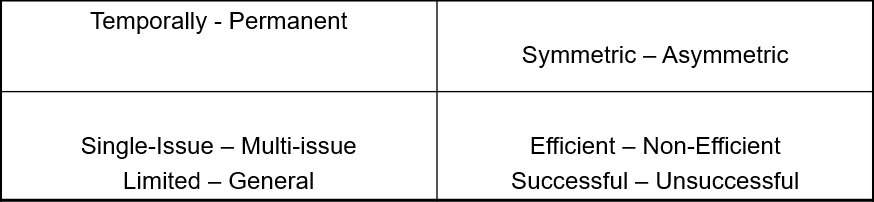 Temporally - Permanent
Symmetric – Asymmetric
Single-Issue – Multi-issue
Limited – General
Efficient – Non-Efficient
Successful – Unsuccessful